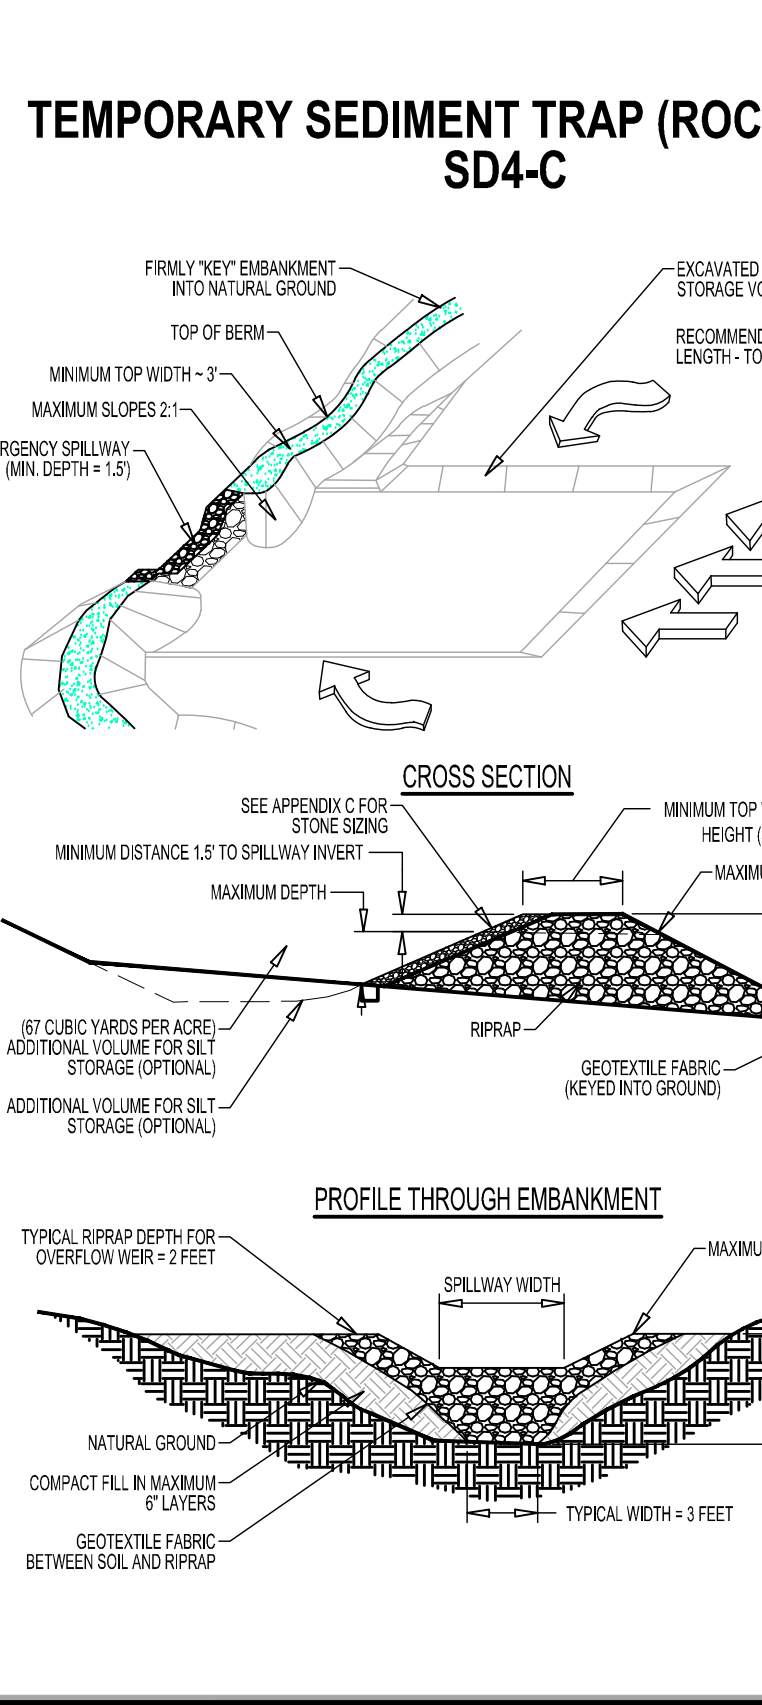 TEMPORARY SEDIMENT TRAP (ROC
SD4-C
FIRMLY "KEY" EMBANKMENT
INTO NATURAL GROUND
TOP OF BERM
MINIMUM TOP WIDTH ~ 3'
MAXIMUM SLOPES 2:1
RGENCY SPILLWAY
(MIN. DEPTH = 1.5')
EXCAVATED
STORAGE VO
RECOMMEND
LENGTH - TO
CROSS SECTION
SEE APPENDIX C FOR
STONE SIZING
MINIMUM DISTANCE 1.5' TO SPILLWAY INVERT
MAXIMUM DEPTH
MINIMUM TOP
HEIGHT (
MAXIMU
(67 CUBIC YARDS PER ACRE)
ADDITIONAL VOLUME FOR SILT
STORAGE (OPTIONAL)
ADDITIONAL VOLUME FOR SILT
STORAGE (OPTIONAL)
RIPRAP
GEOTEXTILE FABRIC
(KEYED INTO GROUND)
PROFILE THROUGH EMBANKMENT
TYPICAL RIPRAP DEPTH FOR
OVERFLOW WEIR = 2 FEET
SPILLWAY WIDTH
MAXIMU
NATURAL GROUND
COMPACT FILL IN MAXIMUM
6" LAYERS
GEOTEXTILE FABRIC
BETWEEN SOIL AND RIPRAP
TYPICAL WIDTH = 3 FEET